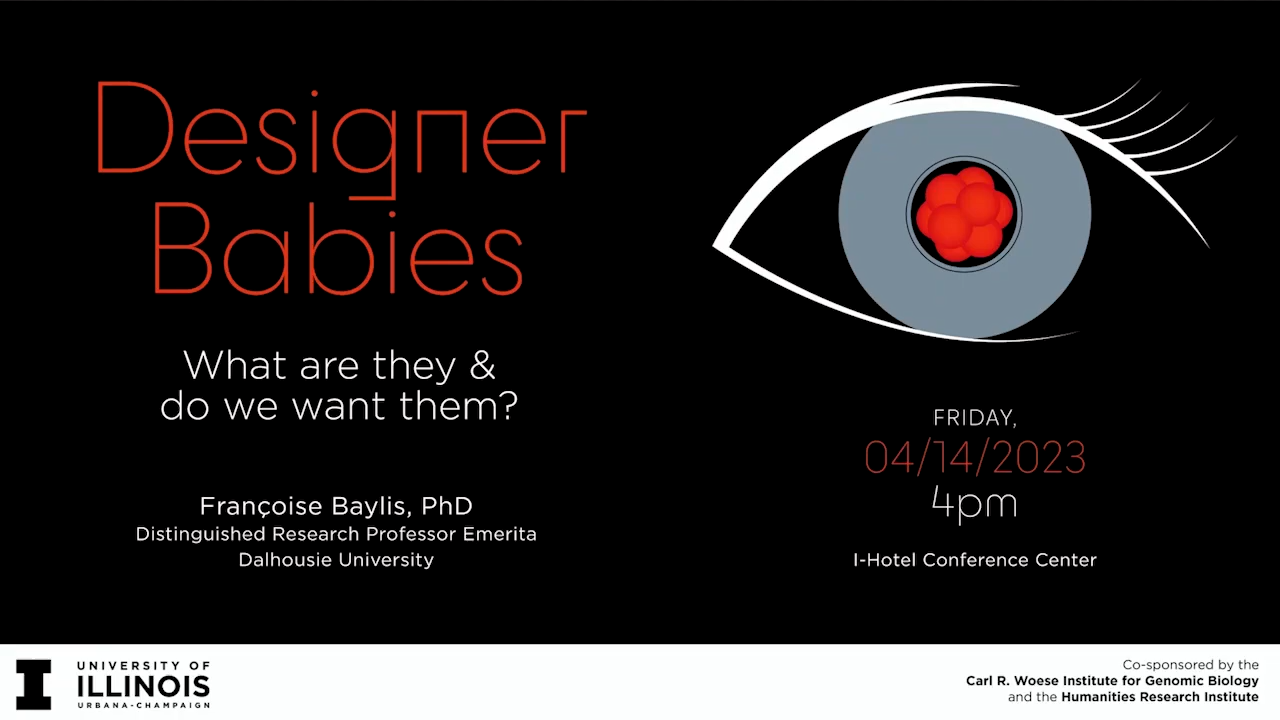 Designer
Babies
What are they &
do we want them?
Françoise Baylis, PhD
Distinguished Research Professor Emerita
Dalhousie University
FRIDAY,
04/14/2023
4pm
I-Hotel Conference Center
UNIVERSITY OF
ILLINOIS
URBANA-CHAMPAIGN
Co-sponsored by the
Carl R. Woese Institute for Genomic Biology
and the Humanities Research Institute